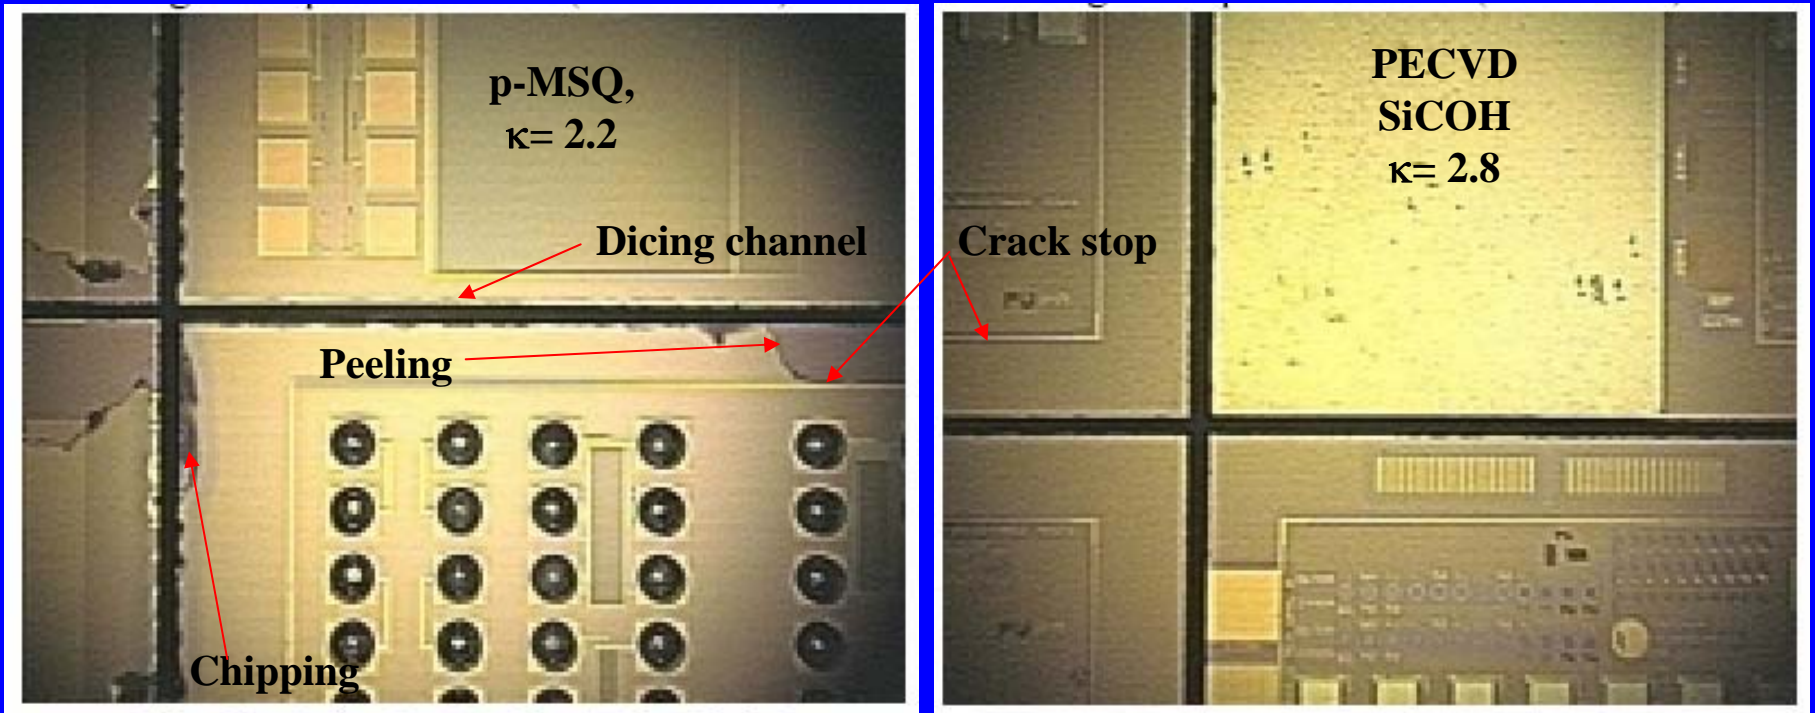 p-MSQ,
κ= 2.2
Dicing channel
Peeling
Chipping
PECVD
SiCOH
κ= 2.8
Crack stop